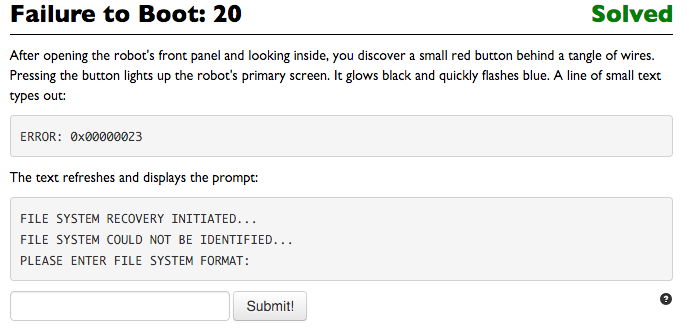 Failure to Boot: 20
Solved
After opening the robot's front panel and looking inside, you discover a small red button behind a tangle of wires.
Pressing the button lights up the robot's primary screen. It glows black and quickly flashes blue. A line of small text
types out:
ERROR: 0x00000023
The text refreshes and displays the prompt:
FILE SYSTEM RECOVERY INITIATED...
FILE SYSTEM COULD NOT BE IDENTIFIED...
PLEASE ENTER FILE SYSTEM FORMAT:
Submit!
?